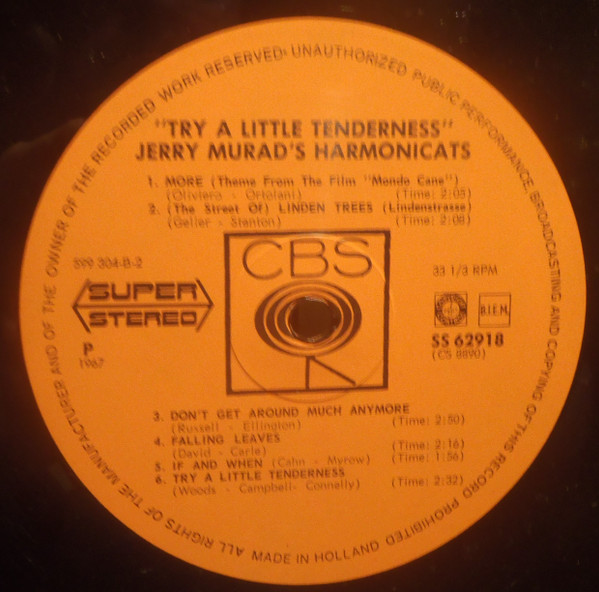 ALL RIGHTS OF THE MANUFACTURER AND OF THE OWNER OF THE RECORDED WORK RESERVED· UNAUTHORIZED PUBLIC PERFORMANCE, BROADCASTING AND COPYING OF THIS RECORD PROHIBITED
"TRY A LITTLE TENDERNESS"
JERRY MURAD'S HARMONICATS
1. MORE (Theme From The Film "Mondo Cane")
(Oliviero - Ortolani) (Time: 2:05)
2. (The Street Of) LINDEN TREES (Lindenstrasse)
(Geller - Stanton) (Time: 2:08)
S99 304-B-2
SUPER
STEREO
P
1967
CBS
33 1/3 RPM
B.I.E.M.
SS 62918
(CS 8890)
3. DON'T GET AROUND MUCH ANYMORE
(Russell - Ellington) (Time: 2:50)
4. FALLING LEAVES
(David - Carle) (Time: 2:16)
5. IF AND WHEN (Cahn - Myrow) (Time: 1:56)
6. TRY A LITTLE TENDERNESS
(Woods - Campbell- Connelly) (Time: 2:32)
MADE IN HOLLAND